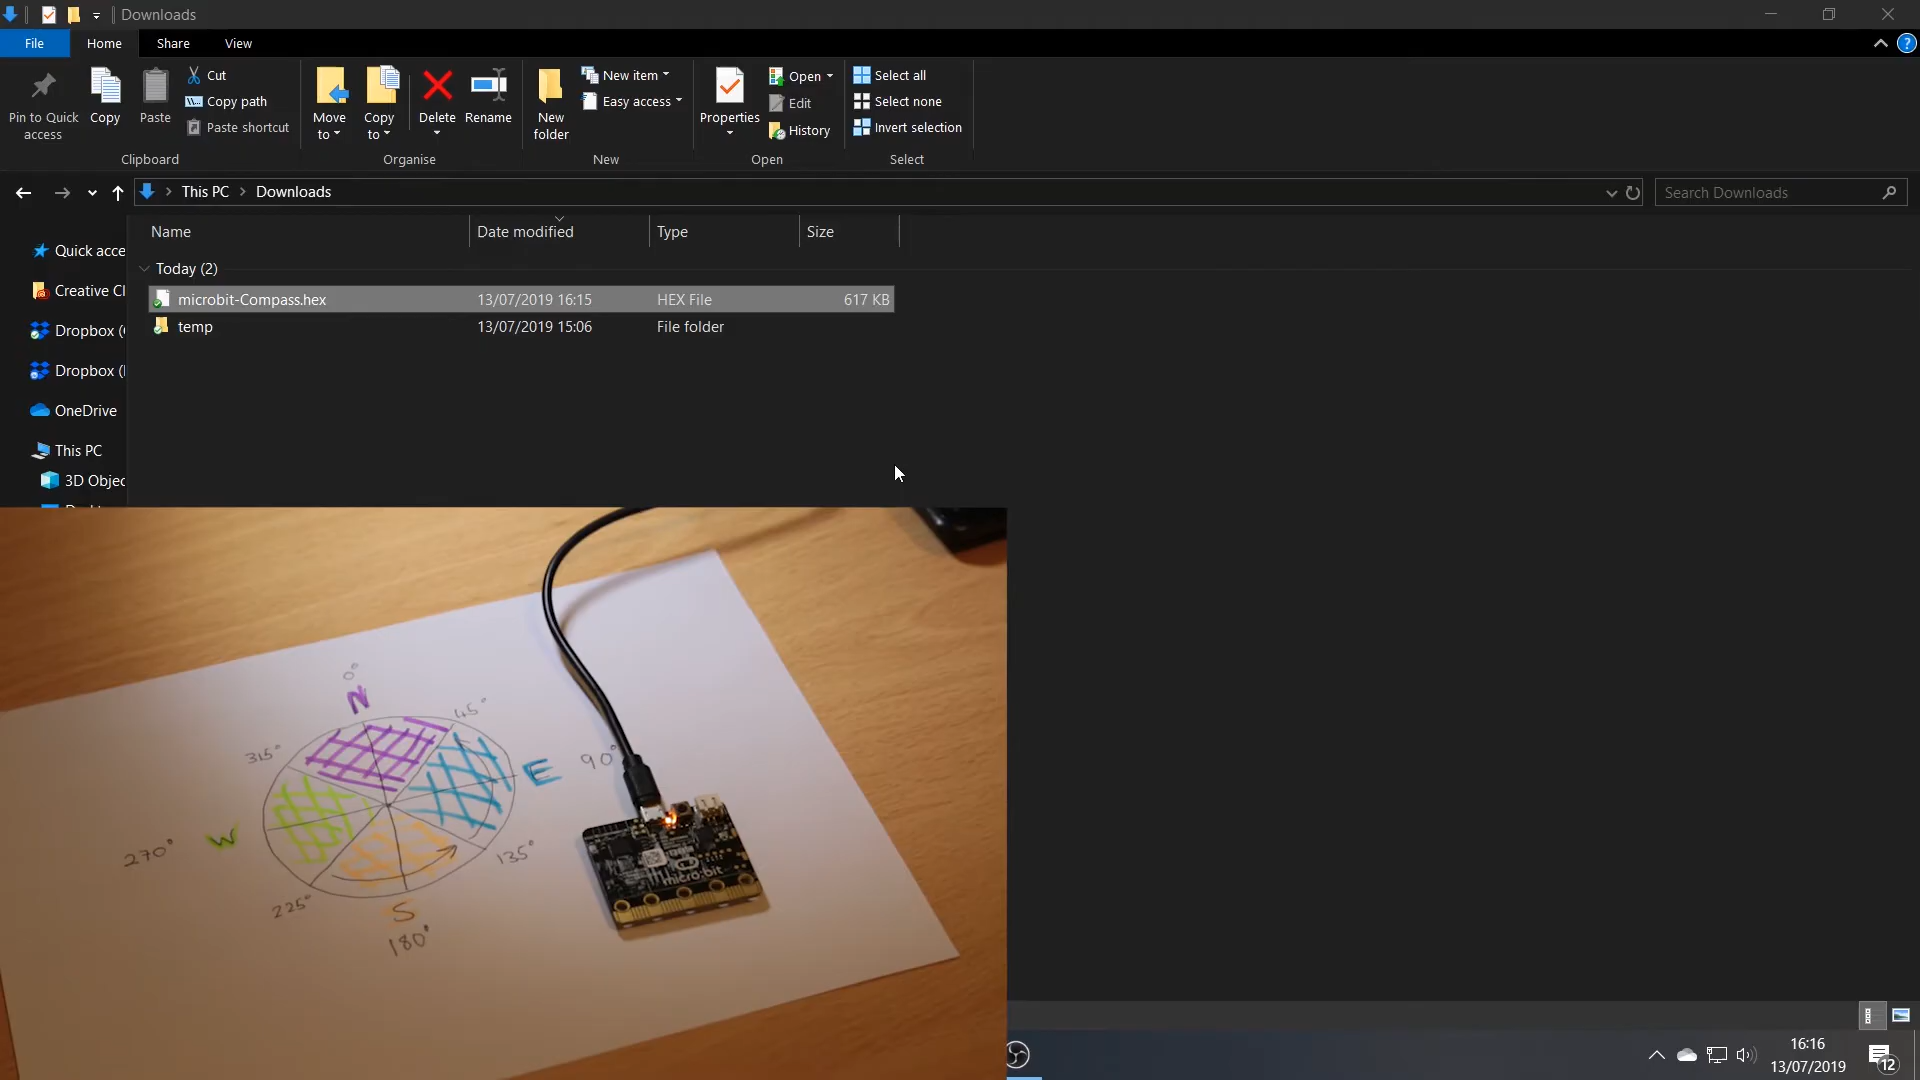 Downloads
File Home Share View
Pin to Quick access
Copy
Paste
Cut
Copy path
Paste shortcut
Clipboard
Move to
Copy to
Delete
Rename
Organise
New folder
New item
Easy access
New
Properties
Open
Edit
History
Open
Select all
Select none
Invert selection
Select
This PC Downloads
Search Downloads
Name Date modified Type Size
Today (2)
microbit-Compass.hex 13/07/2019 16:15 HEX File 617 KB
temp 13/07/2019 15:06 File folder
Quick acce
Creative Cl
Dropbox (
Dropbox (
OneDrive
This PC
3D Objec
0°
N
45°
315°
E
90°
W
270°
135°
225°
S
180°
micro:bit
16:16
13/07/2019
12